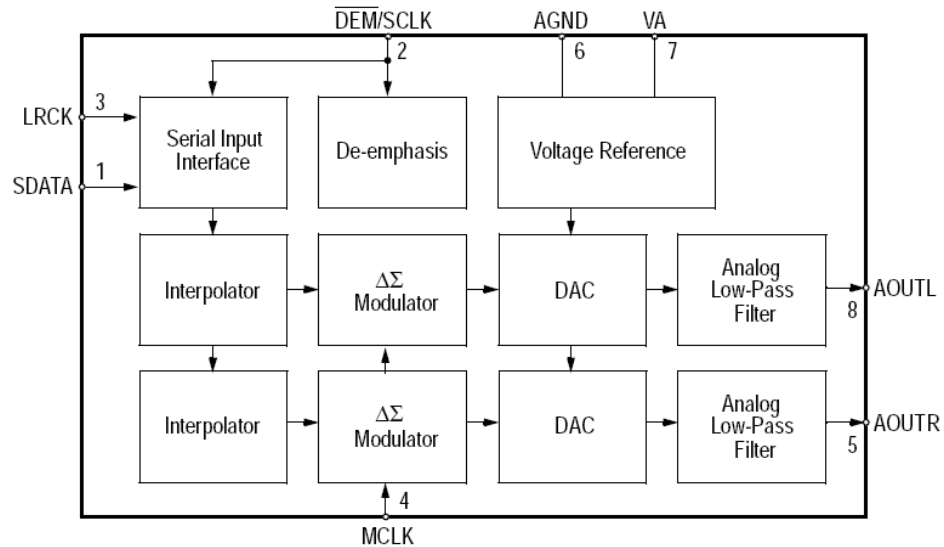 DEM/SCLK
AGND
VA
2
6
7
LRCK
3
SDATA
1
Serial Input
Interface
De-emphasis
Voltage Reference
Interpolator
ΔΣ
Modulator
DAC
Analog
Low-Pass
Filter
8
AOUTL
Interpolator
ΔΣ
Modulator
DAC
Analog
Low-Pass
Filter
5
AOUTR
4
MCLK